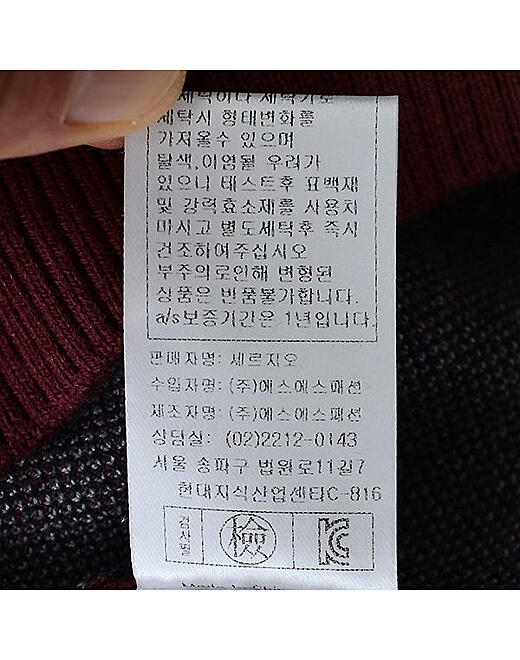 세탁시 형태변화를
가져올수 있으며
탈색,이염될 우려가
있으니 테스트후 표백재
및 강력효소재를 사용치
마시고 별도세탁후 즉시
건조하여주십시오
부주의로인해 변형된
상품은 반품불가합니다.
a/s보증기간은 1년입니다.
판매자명: 세르지오
수입자명: (주)에스에스패션
제조자명: (주)에스에스패션
상담실: (02)2212-0143
서울 송파구 법원로11길7
현대지식산업센타C-816
검사필 檢 KC